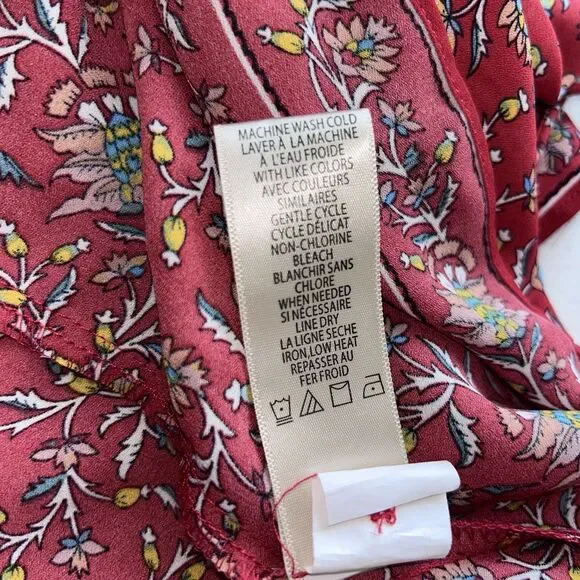 MACHINE WASH COLD
LAVER À LA MACHINE
À L'EAU FROIDE
WITH LIKE COLORS
AVEC COULEURS
SIMILAIRES
GENTLE CYCLE
CYCLE DÉLICAT
NON-CHLORINE
BLEACH
BLANCHIR SANS
CHLORE
WHEN NEEDED
SI NÉCESSAIRE
LINE DRY
LA LIGNE SÈCHE
IRON, LOW HEAT
REPASSER AU
FER FROID